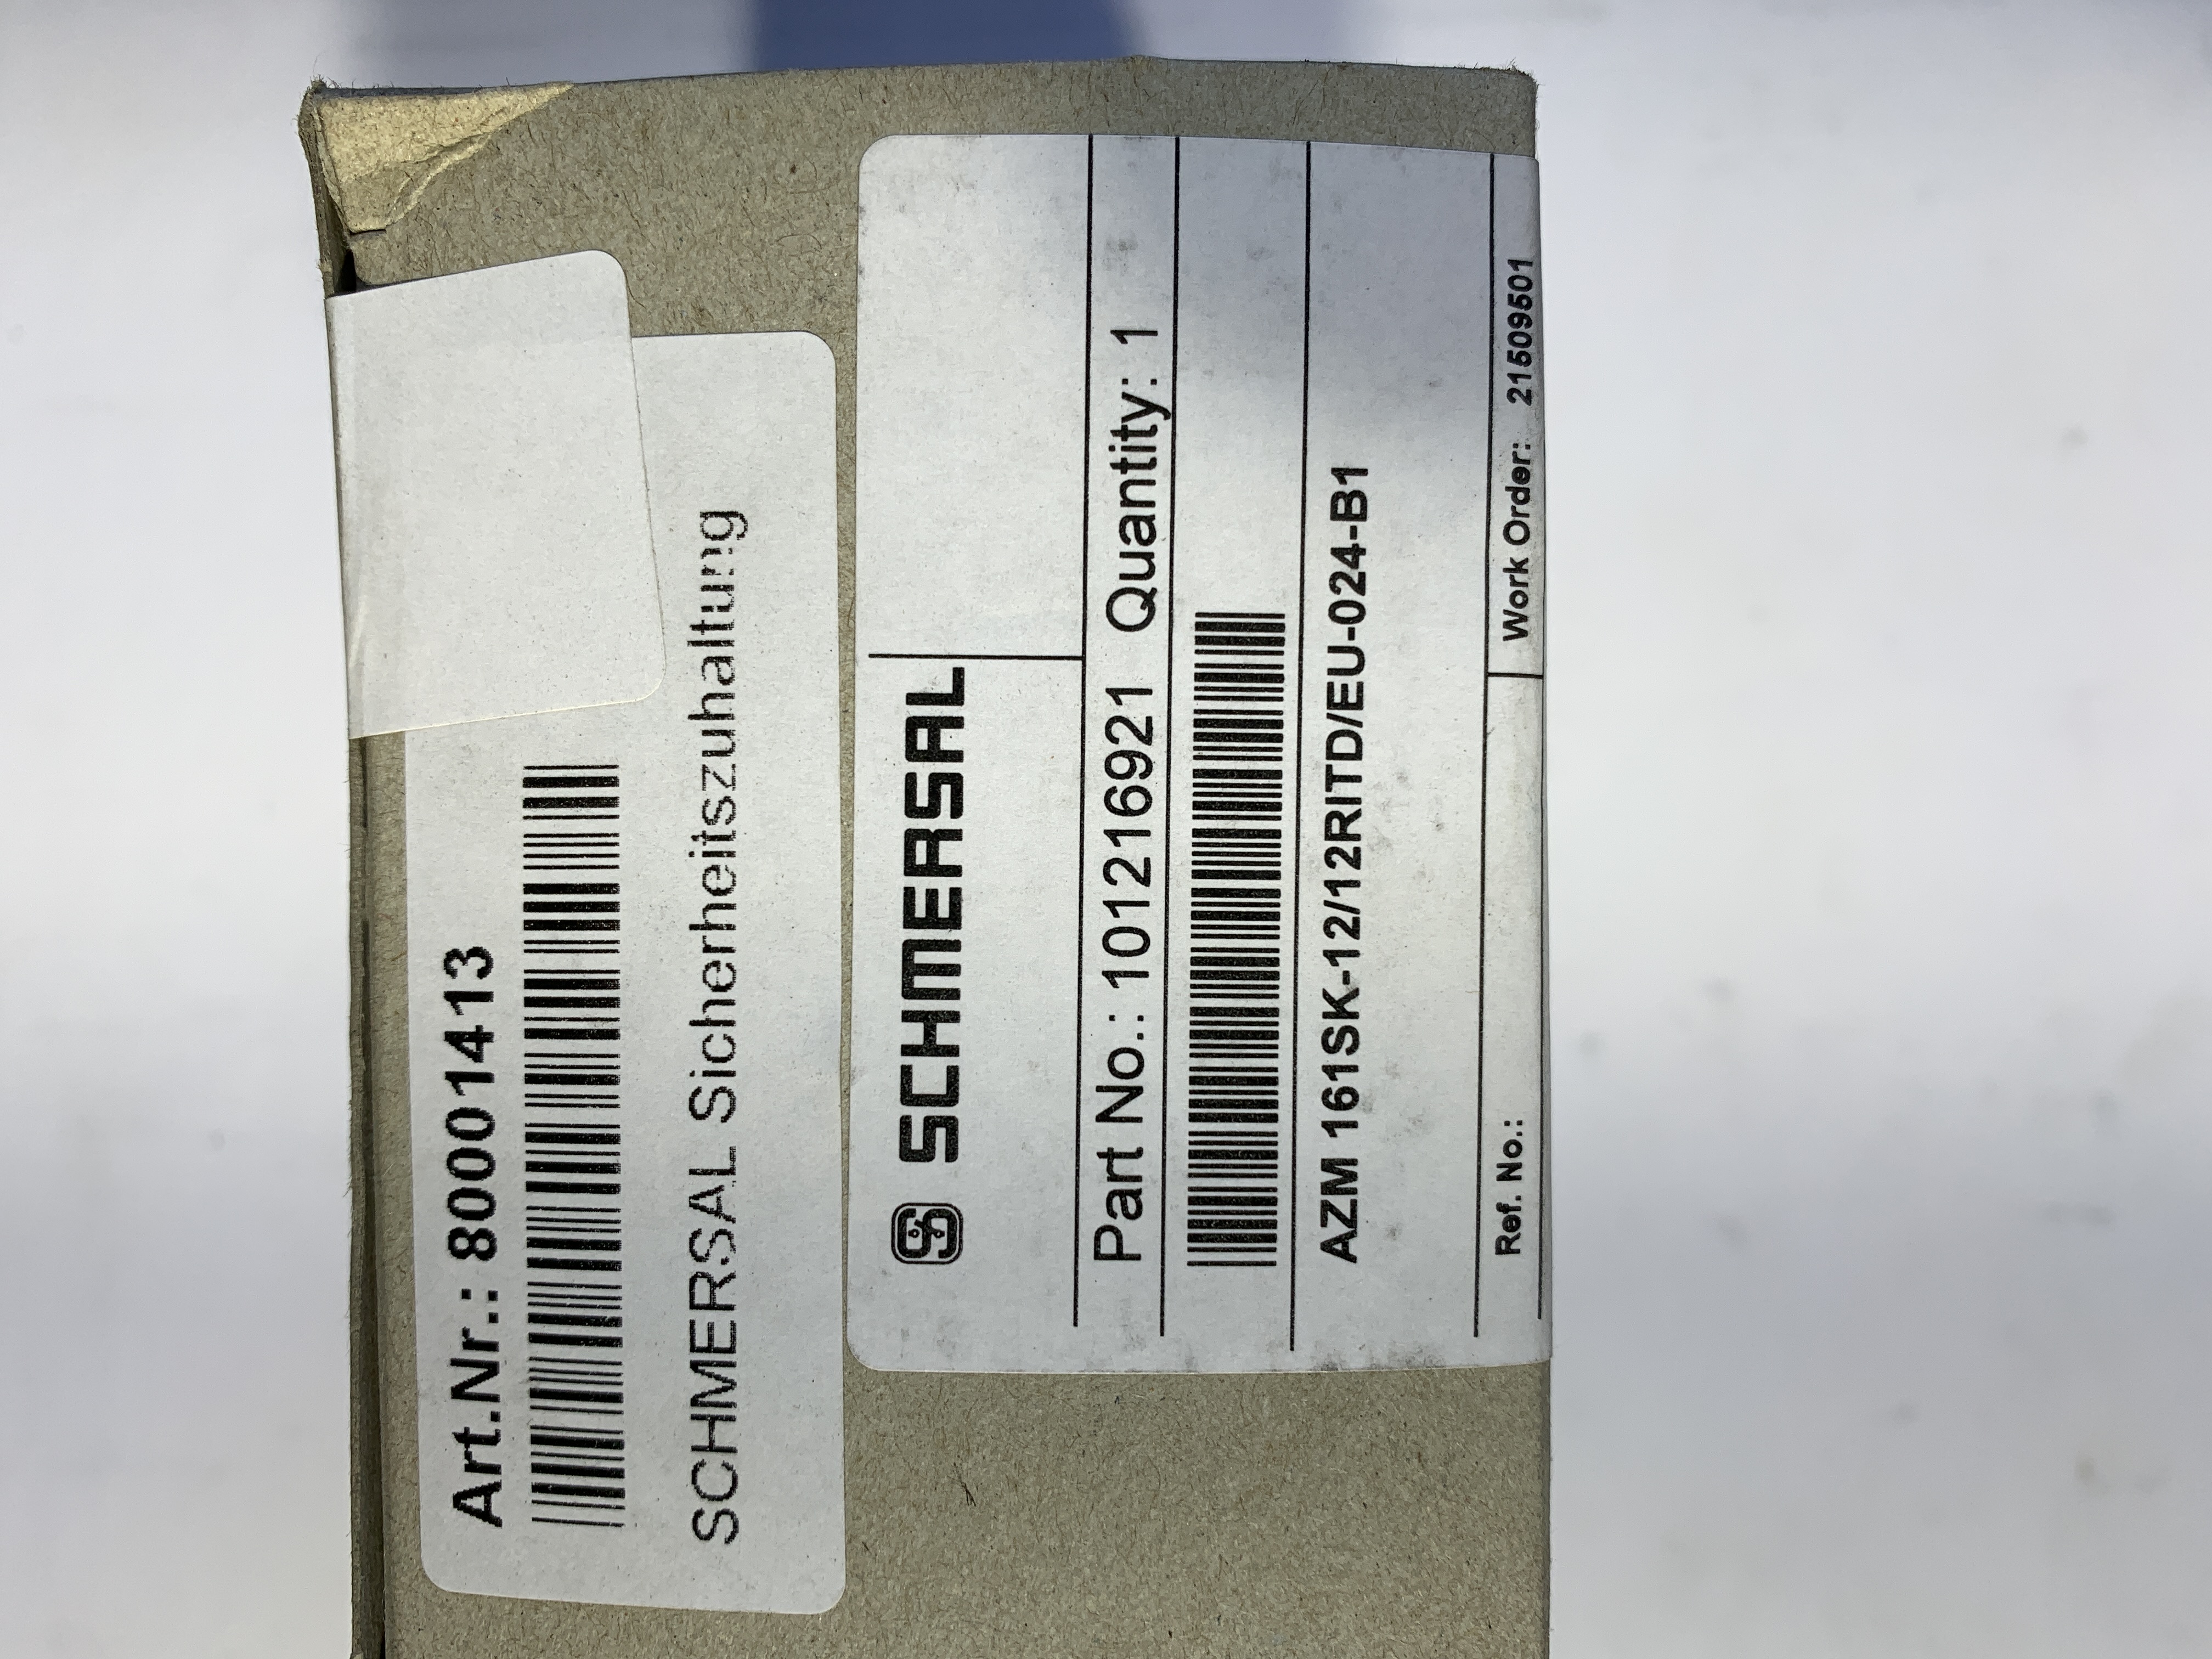 Art.Nr.: 80001413
SCHMERSAL Sicherheitszuhaltung
SCHMERSAL
Part No.: 101216921 Quantity: 1
AZM 161SK-12/12RITD/EU-024-B1
Ref. No.: Work Order: 21509501